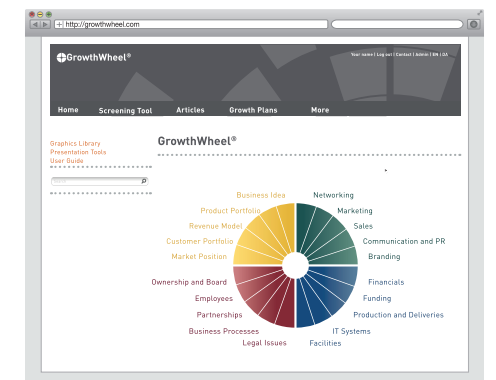 http://growthwheel.com
GrowthWheel®
Your name | Log out | Contact | Admin | EN | DA
Home Screening Tool Articles Growth Plans More
Graphics Library
Presentation Tools
User Guide
GrowthWheel®
Business Idea Networking
Product Portfolio Marketing
Revenue Model Sales
Customer Portfolio Communication and PR
Market Position Branding
Ownership and Board Financials
Employees Funding
Partnerships Production and Deliveries
Business Processes IT Systems
Legal Issues Facilities